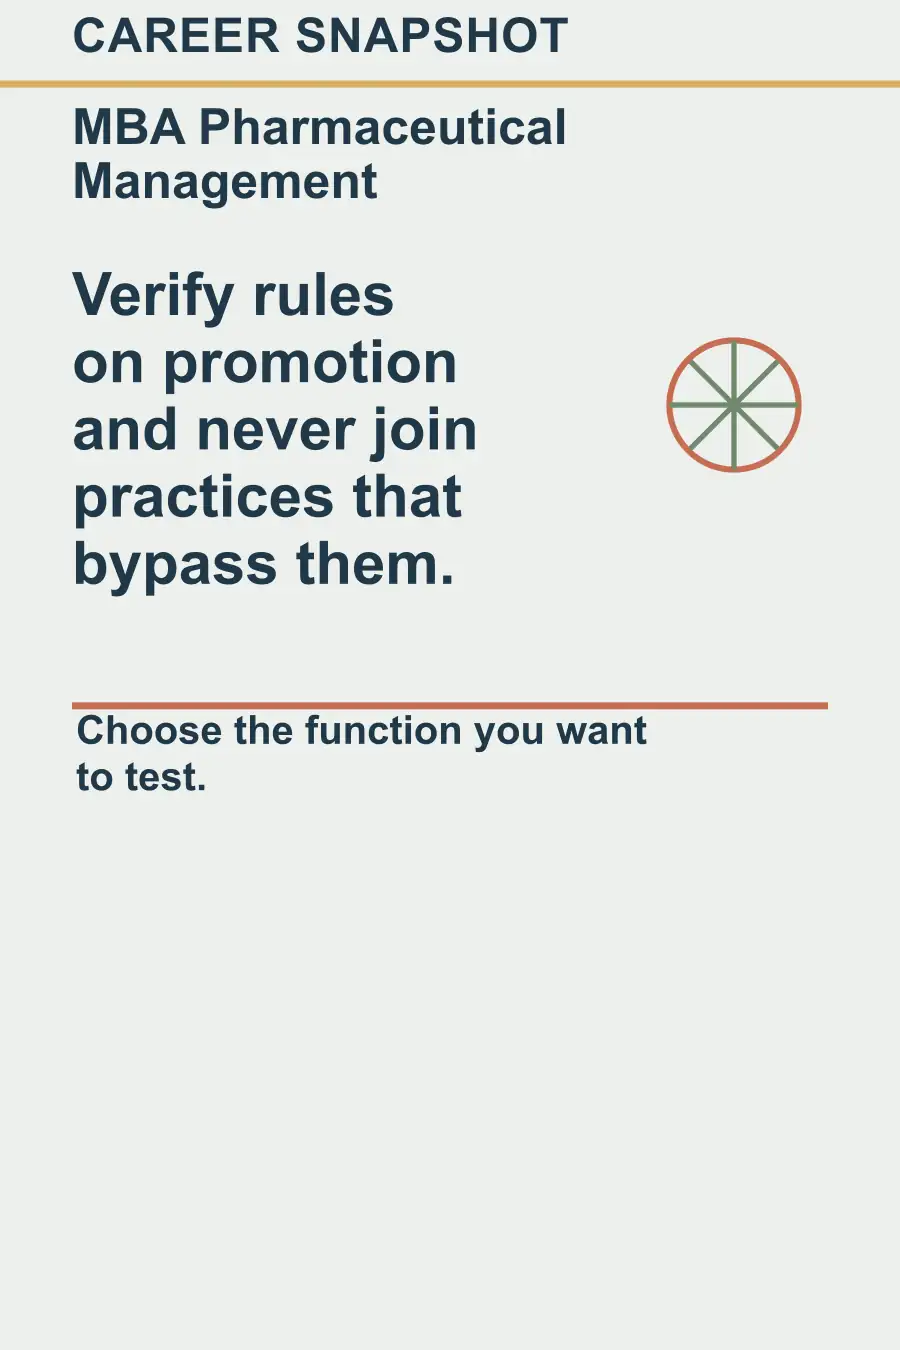 CAREER SNAPSHOT
MBA Pharmaceutical
Management
Verify rules
on promotion
and never join
practices that
bypass them.
Choose the function you want
to test.